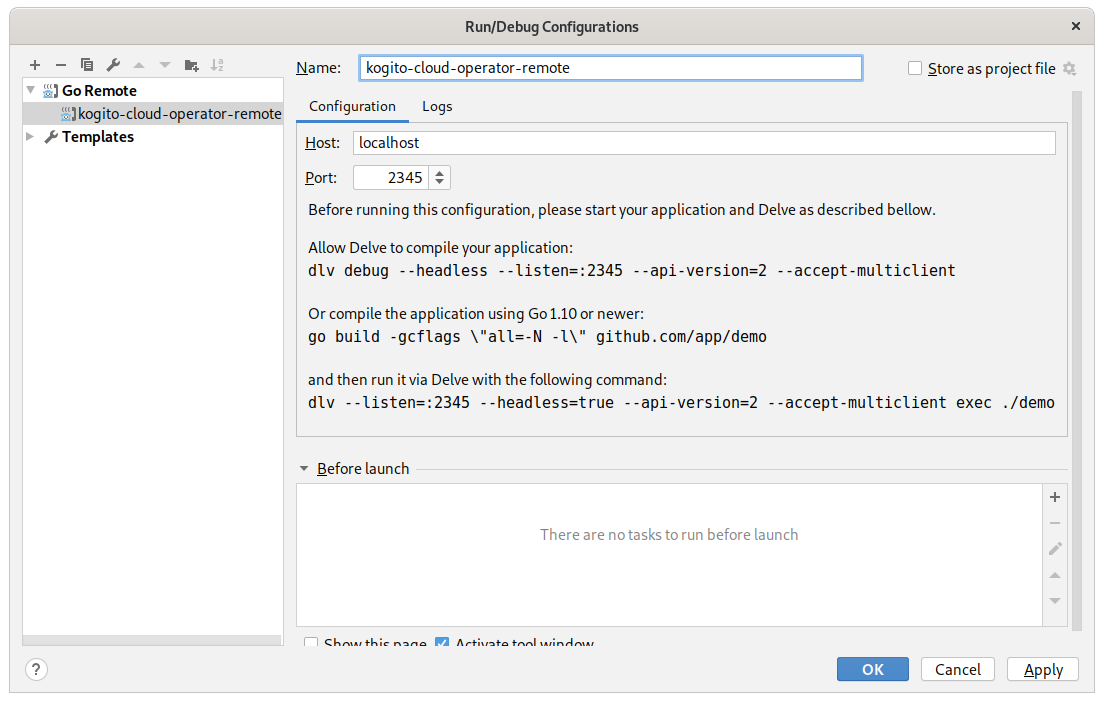 Run/Debug Configurations
Go Remote
kogito-cloud-operator-remote
Templates
Name: kogito-cloud-operator-remote
Store as project file
Configuration Logs
Host: localhost
Port: 2345
Before running this configuration, please start your application and Delve as described bellow.
Allow Delve to compile your application:
dlv debug --headless --listen=:2345 --api-version=2 --accept-multiclient
Or compile the application using Go 1.10 or newer:
go build -gcflags \"all=-N -l\" github.com/app/demo
and then run it via Delve with the following command:
dlv --listen=:2345 --headless=true --api-version=2 --accept-multiclient exec ./demo
Before launch
There are no tasks to run before launch
Show this page Activate tool window
? OK Cancel Apply